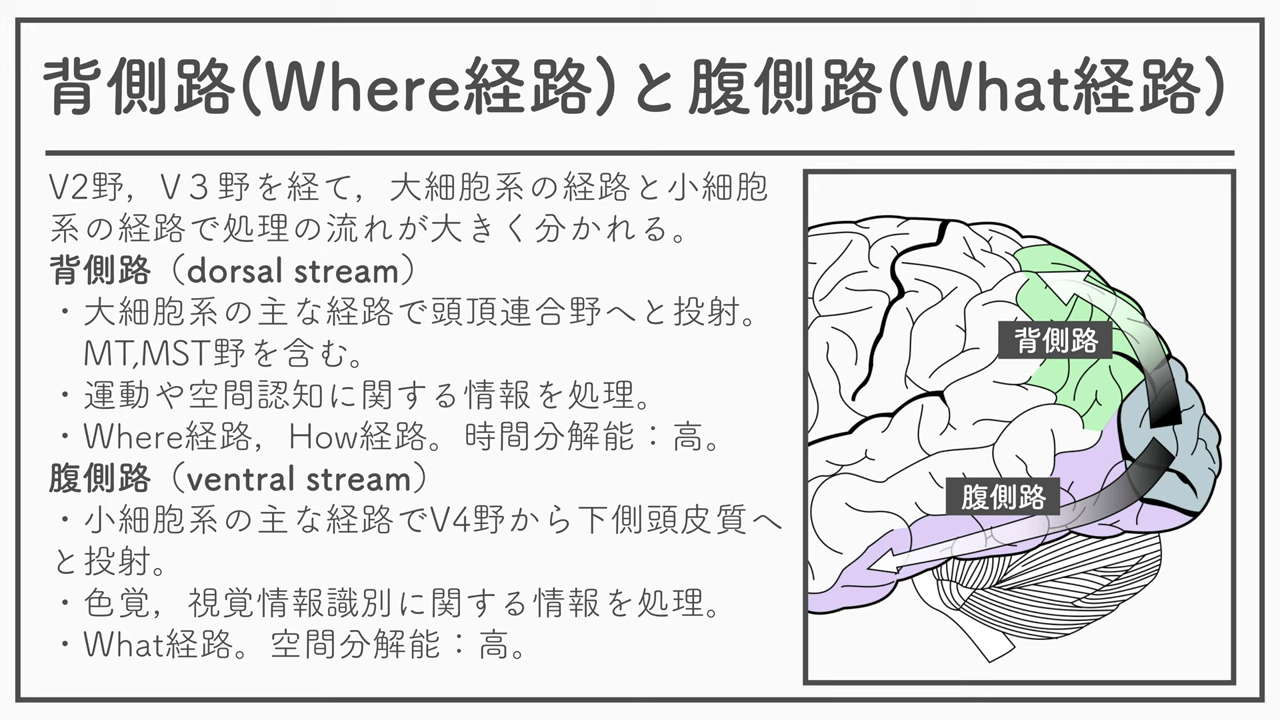 背側路(Where経路)と腹側路(What経路)
V2野，V３野を経て，大細胞系の経路と小細胞
系の経路で処理の流れが大きく分かれる。
背側路（dorsal stream）
・大細胞系の主な経路で頭頂連合野へと投射。
MT,MST野を含む。
・運動や空間認知に関する情報を処理。
・Where経路，How経路。時間分解能：高。
腹側路（ventral stream）
・小細胞系の主な経路でV4野から下側頭皮質へ
と投射。
・色覚，視覚情報識別に関する情報を処理。
・What経路。空間分解能：高。
背側路
腹側路